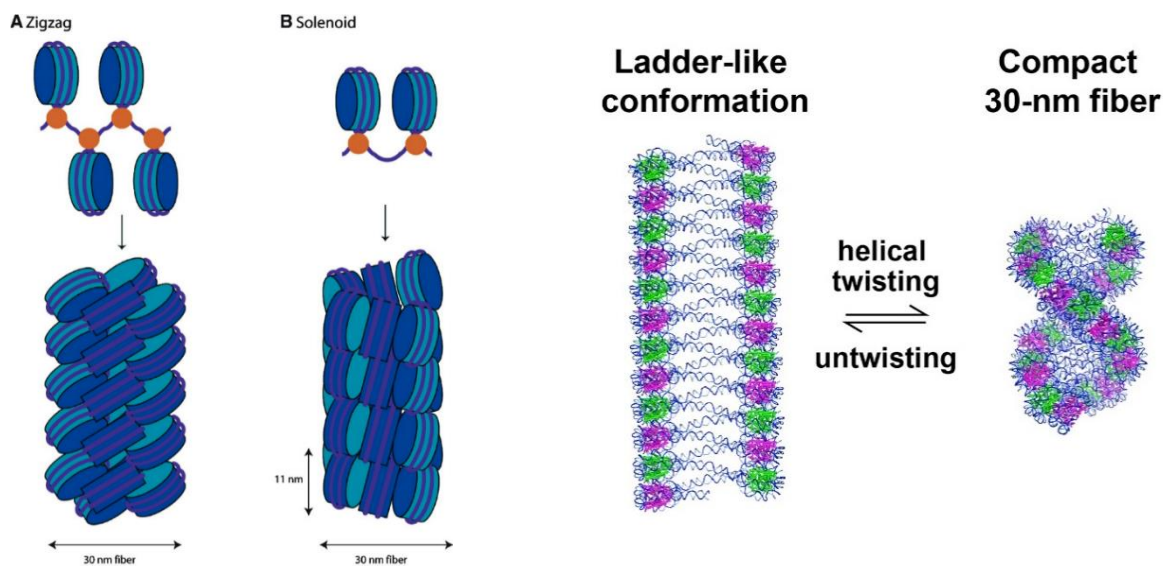 A Zigzag
B Solenoid
11 nm
30 nm fiber
30 nm fiber
Ladder-like
conformation
Compact
30-nm fiber
helical
twisting
untwisting